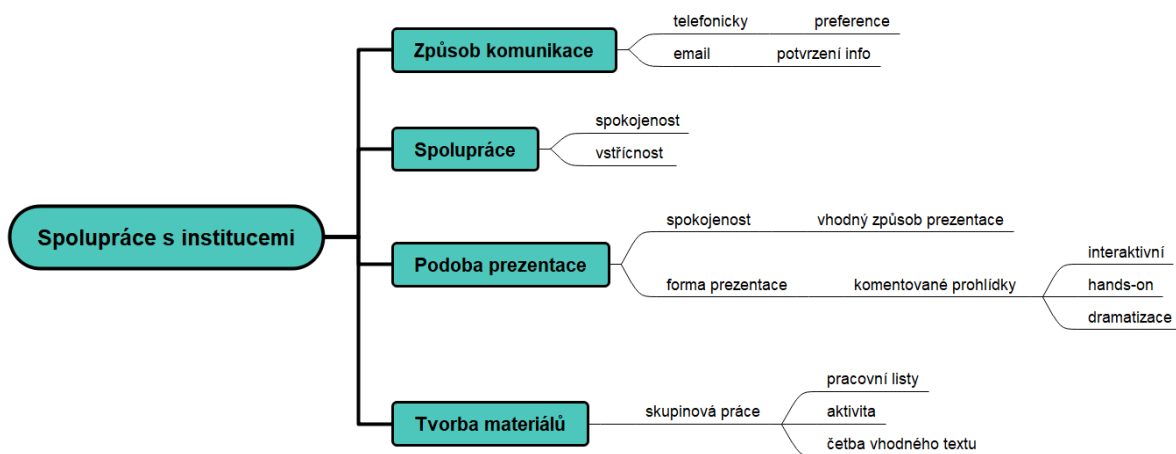 Spolupráce s institucemi
Způsob komunikace
telefonicky
preference
email
potvrzení info
Spolupráce
spokojenost
vstřícnost
Podoba prezentace
spokojenost
vhodný způsob prezentace
forma prezentace
komentované prohlídky
interaktivní
hands-on
dramatizace
Tvorba materiálů
skupinová práce
pracovní listy
aktivita
četba vhodného textu